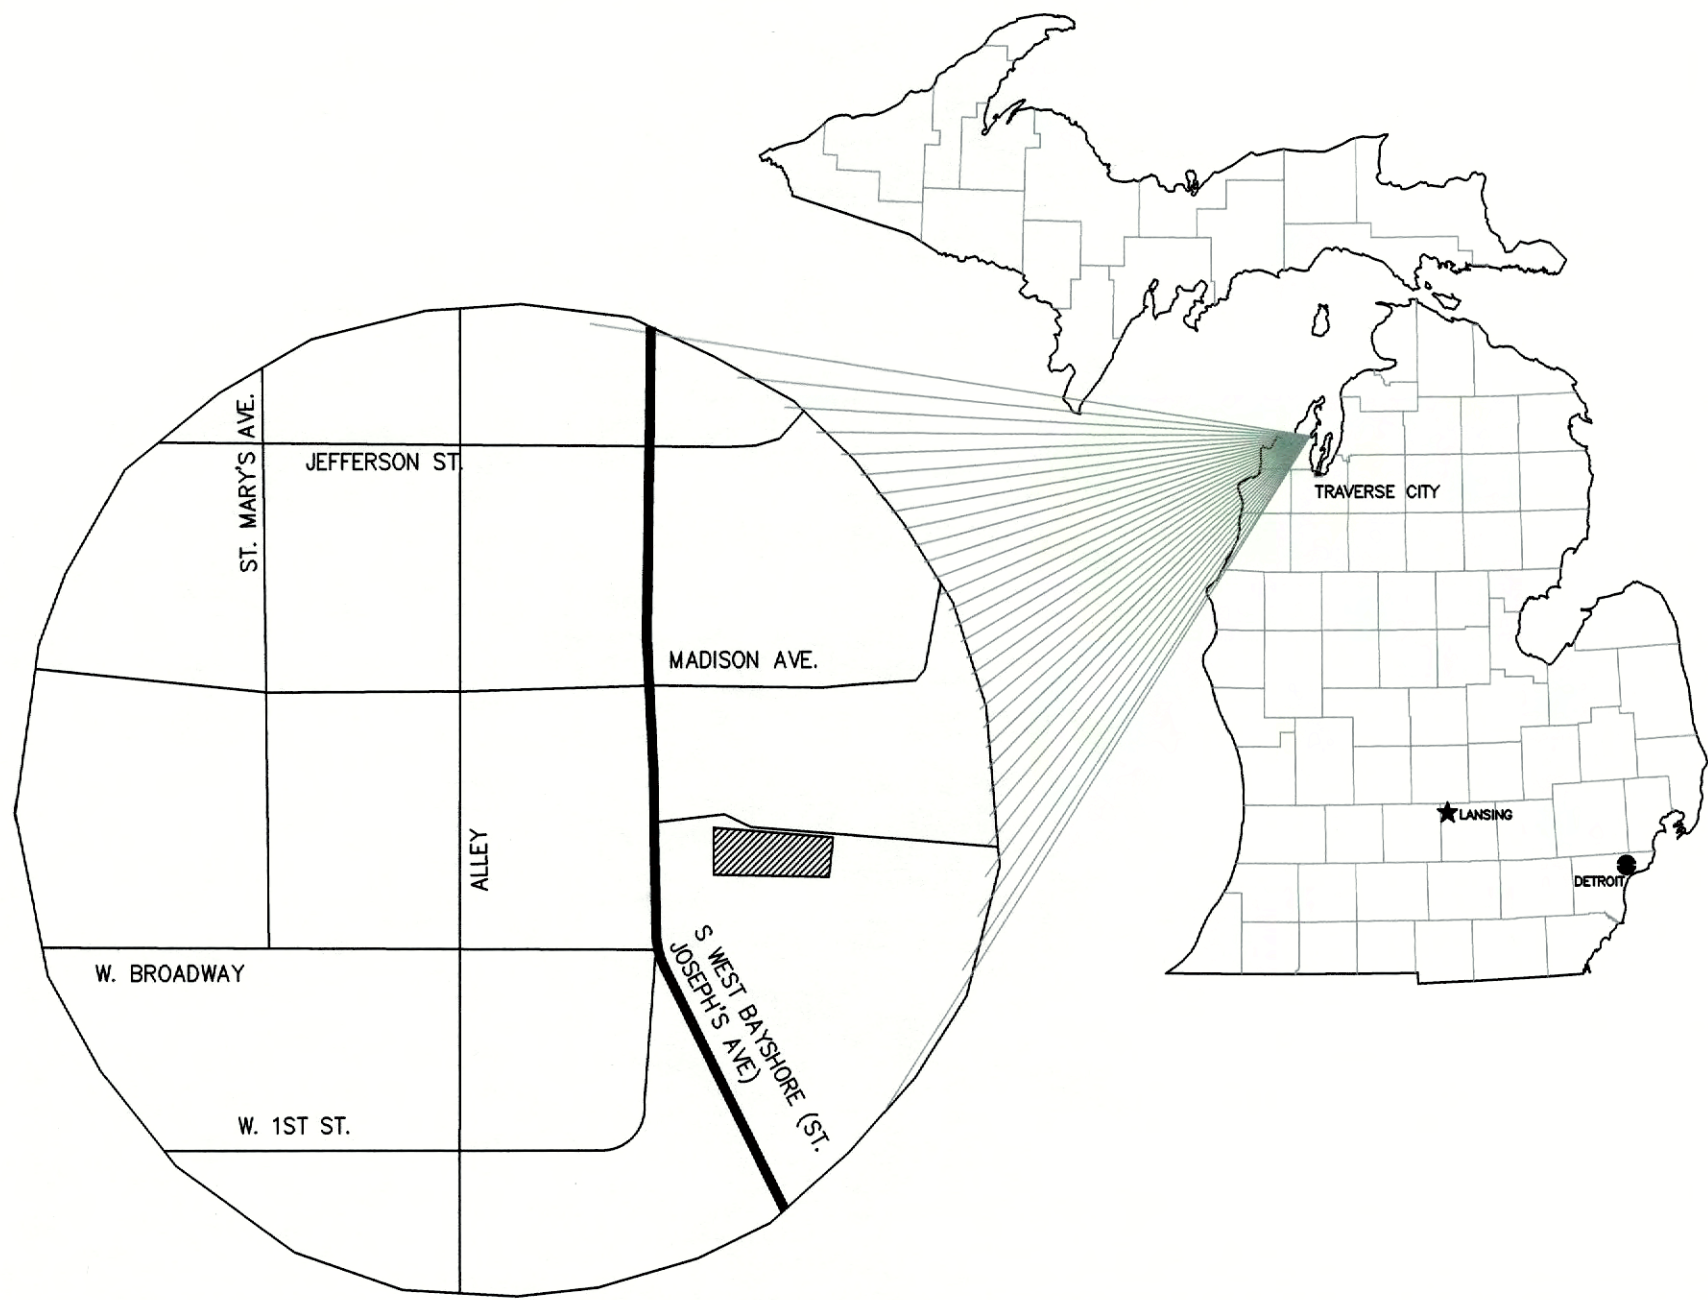 ST. MARY'S AVE.
JEFFERSON ST.
TRAVERSE CITY
MADISON AVE.
LANSING
ALLEY
DETROIT
S WEST BAYSHORE (ST.
JOSEPH'S AVE)
W. BROADWAY
W. 1ST ST.